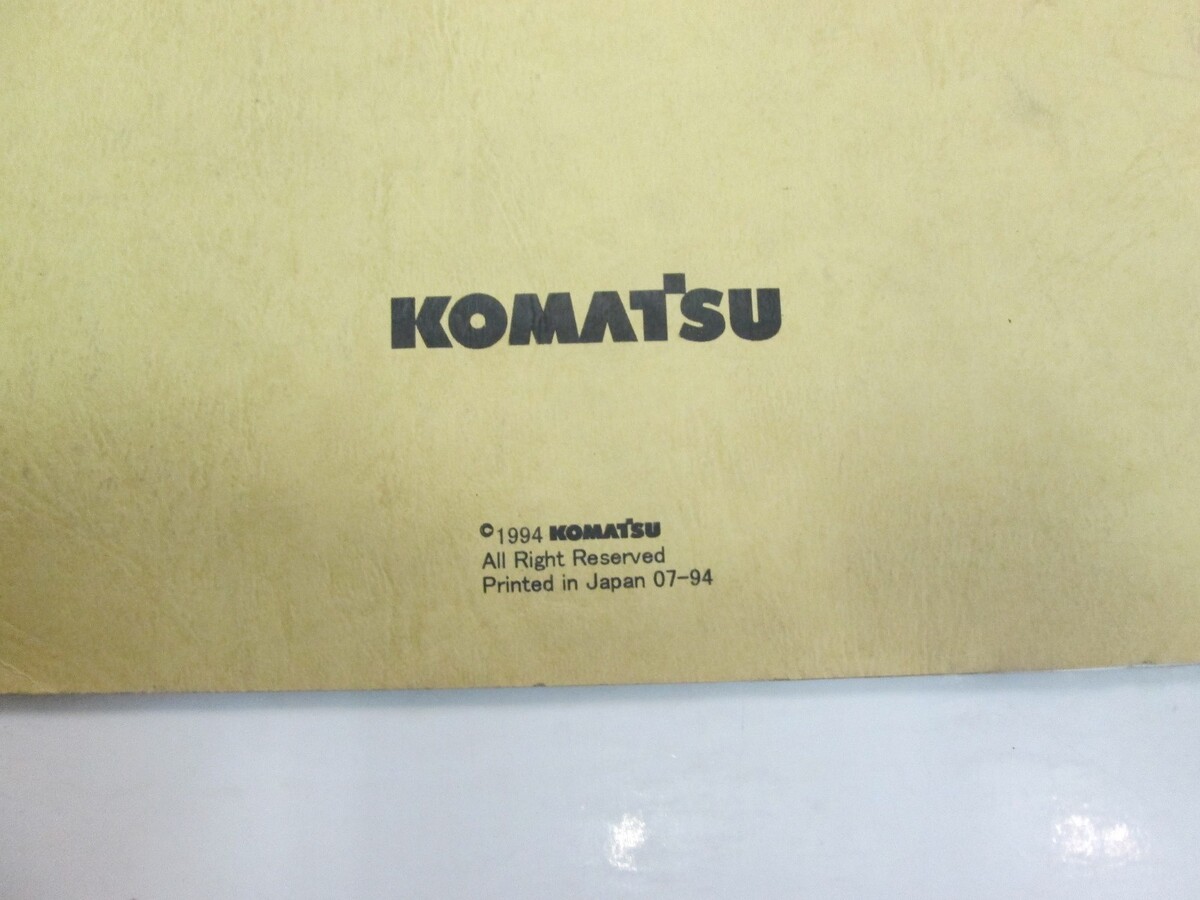 KOMATSU
©1994 KOMATSU
All Right Reserved
Printed in Japan 07-94